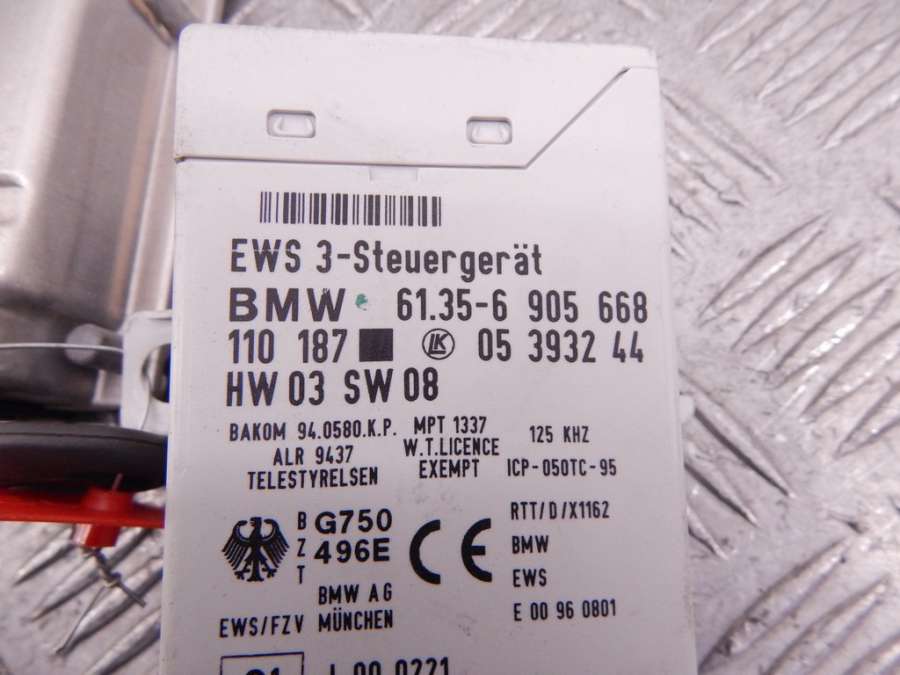 EWS 3-Steuergerät
BMW 61.35-6 905 668
110 187 LK 05 3932 44
HW 03 SW 08
BAKOM 94.0580.K.P. MPT 1337 125 KHZ
ALR 9437 W.T.LICENCE
TELESTYRELSEN EXEMPT ICP-050TC-95
BZT G750 496E CE RTT/D/X1162
BMW
EWS
BMW AG E 00 96 0801
EWS/FZV MÜNCHEN